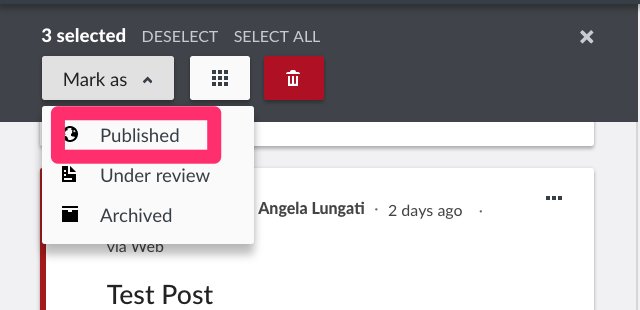 3 selected DESELECT SELECT ALL
Mark as
Published
Under review
Archived
Angela Lungati · 2 days ago ·
via Web
Test Post